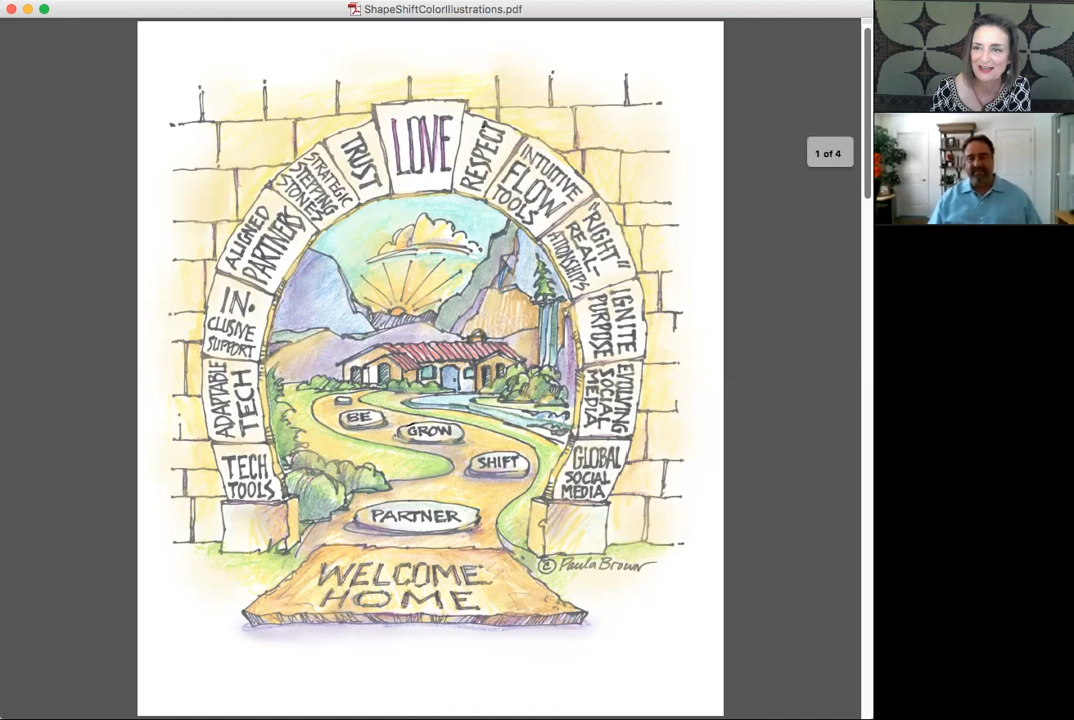 ShapeShiftColorIllustrations.pdf
1 of 4
LOVE
TRUST
STRATEGIC
STEPPING
STONES
ALIGNED
PARTNERS
IN.
CLUSIVE
SUPPORT
ADAPTABLE
TECH
TECH
TOOLS
RESPECT
INTUITIVE
FLOW
TOOLS
"RIGHT"
REAL-
ATIONSHIPS
IGNITE
PURPOSE
EVOLVING
SOCIAL
MEDIA
GLOBAL
SOCIAL
MEDIA
BE
GROW
SHIFT
PARTNER
© Paula Brown
WELCOME
HOME